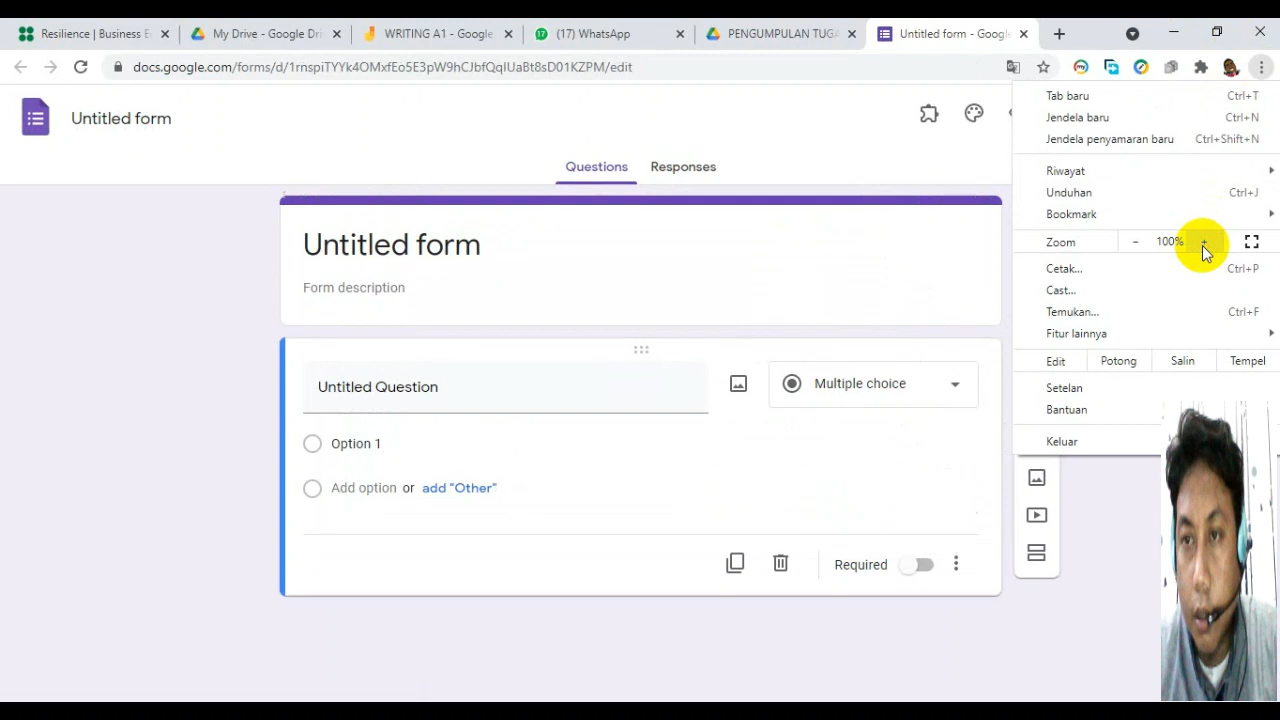 Resilience | Business E
My Drive - Google Dri
WRITING A1 - Google
(17) WhatsApp
PENGUMPULAN TUGA
Untitled form - Google
docs.google.com/forms/d/1rnspiTYYk4OMxfEo5E3pW9hCJbfQqIUaBt8sD01KZPM/edit
Untitled form
Questions Responses
Untitled form
Form description
Untitled Question
Multiple choice
Option 1
Add option or add "Other"
Required
Tab baru Ctrl+T
Jendela baru Ctrl+N
Jendela penyamaran baru Ctrl+Shift+N
Riwayat
Unduhan Ctrl+J
Bookmark
Zoom - 100% +
Cetak... Ctrl+P
Cast...
Temukan... Ctrl+F
Fitur lainnya
Edit Potong Salin Tempel
Setelan
Bantuan
Keluar